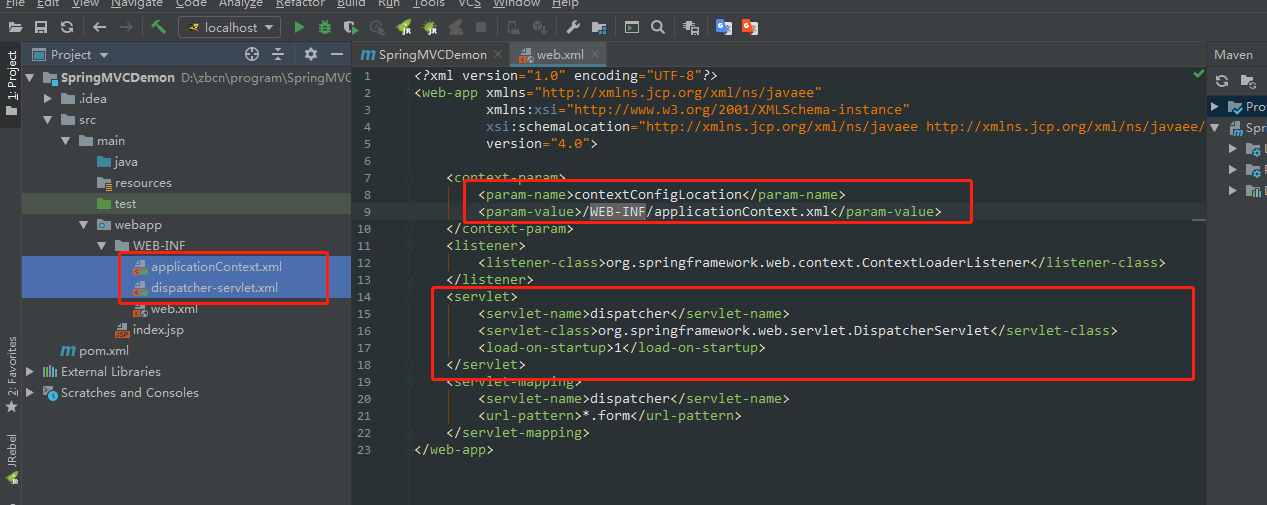 File Edit View Navigate Code Analyze Refactor Build Run Tools VCS Window Help
localhost
1: Project
Project
SpringMVCDemon
web.xml
Maven
SpringMVCDemon D:\zbcn\program\SpringMVC
.idea
src
main
java
resources
test
webapp
WEB-INF
applicationContext.xml
dispatcher-servlet.xml
web.xml
index.jsp
pom.xml
External Libraries
Scratches and Consoles
2: Favorites
JRebel
1 <?xml version="1.0" encoding="UTF-8"?>
2 <web-app xmlns="http://xmlns.jcp.org/xml/ns/javaee"
3 xmlns:xsi="http://www.w3.org/2001/XMLSchema-instance"
4 xsi:schemaLocation="http://xmlns.jcp.org/xml/ns/javaee http://xmlns.jcp.org/xml/ns/javaee/
5 version="4.0">
6
7 <context-param>
8 <param-name>contextConfigLocation</param-name>
9 <param-value>/WEB-INF/applicationContext.xml</param-value>
10 </context-param>
11 <listener>
12 <listener-class>org.springframework.web.context.ContextLoaderListener</listener-class>
13 </listener>
14 <servlet>
15 <servlet-name>dispatcher</servlet-name>
16 <servlet-class>org.springframework.web.servlet.DispatcherServlet</servlet-class>
17 <load-on-startup>1</load-on-startup>
18 </servlet>
19 <servlet-mapping>
20 <servlet-name>dispatcher</servlet-name>
21 <url-pattern>*.form</url-pattern>
22 </servlet-mapping>
23 </web-app>
Pro
Spr